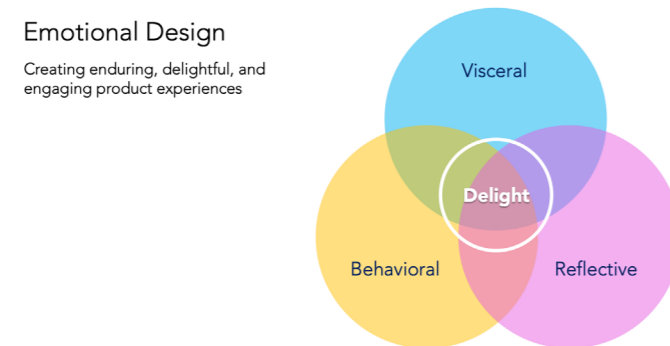 Emotional Design
Creating enduring, delightful, and
engaging product experiences
Visceral
Delight
Behavioral
Reflective